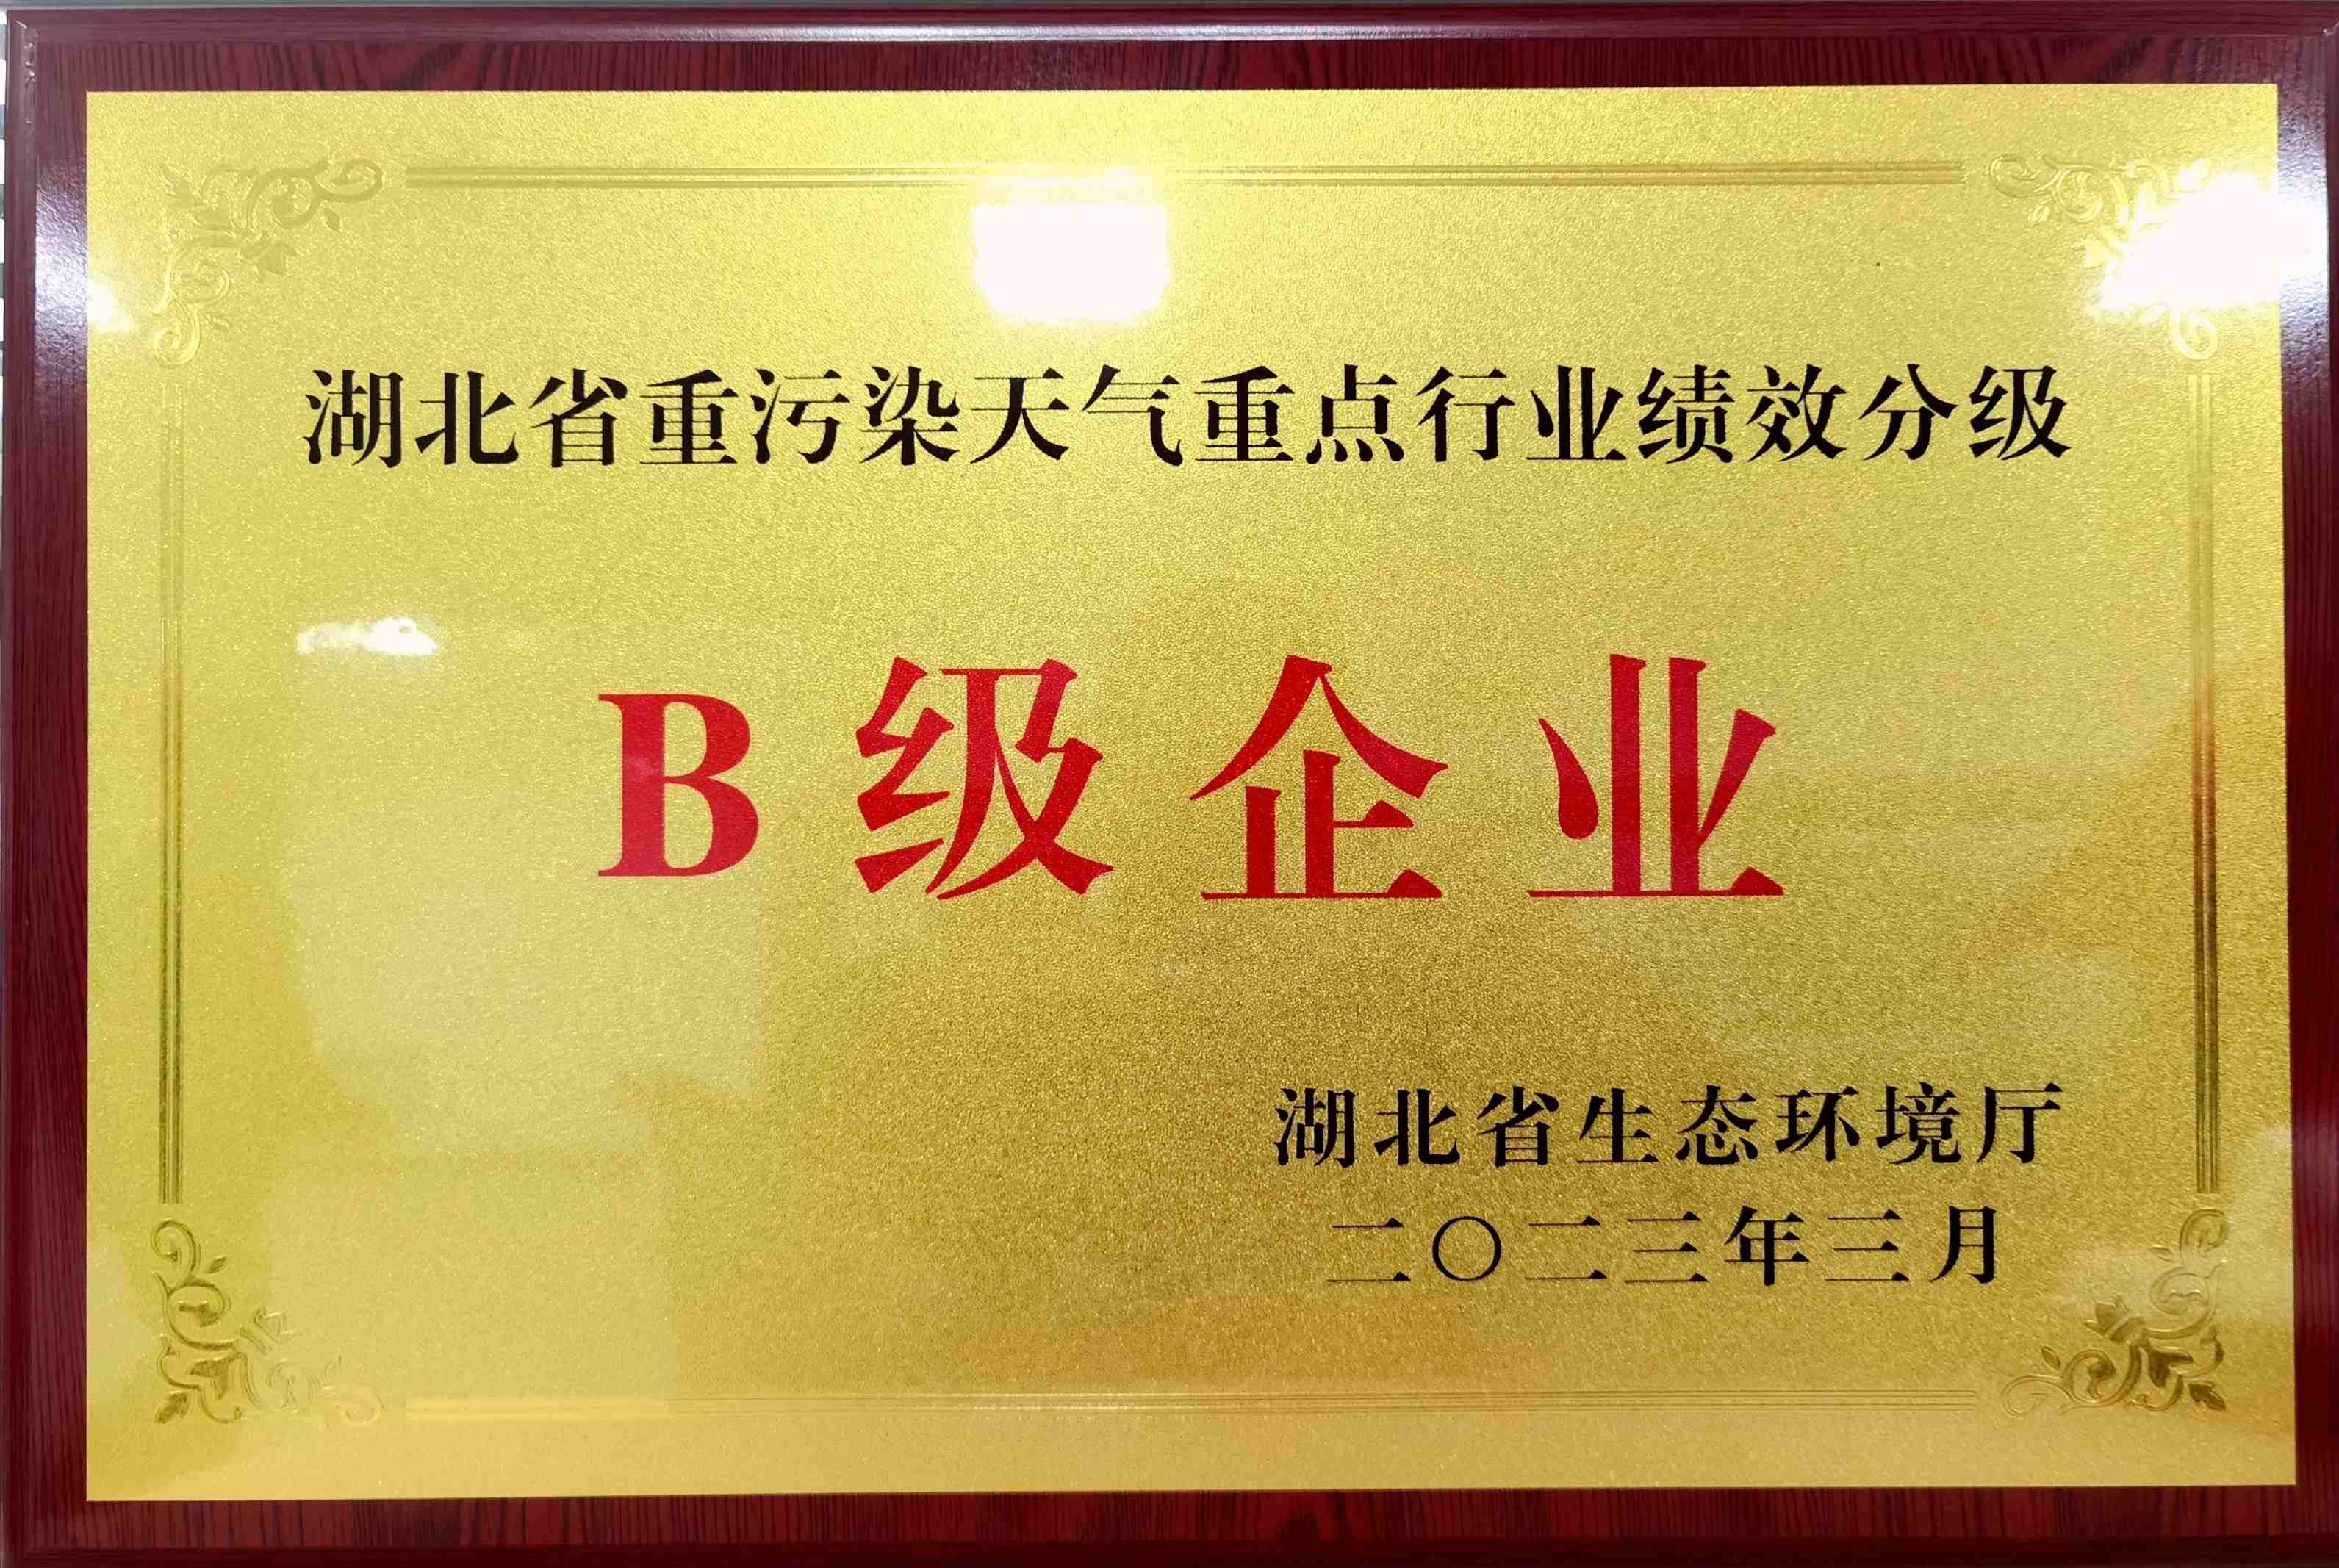 湖北省重污染天气重点行业绩效分级
B级企业
湖北省生态环境厅
二〇二三年三月